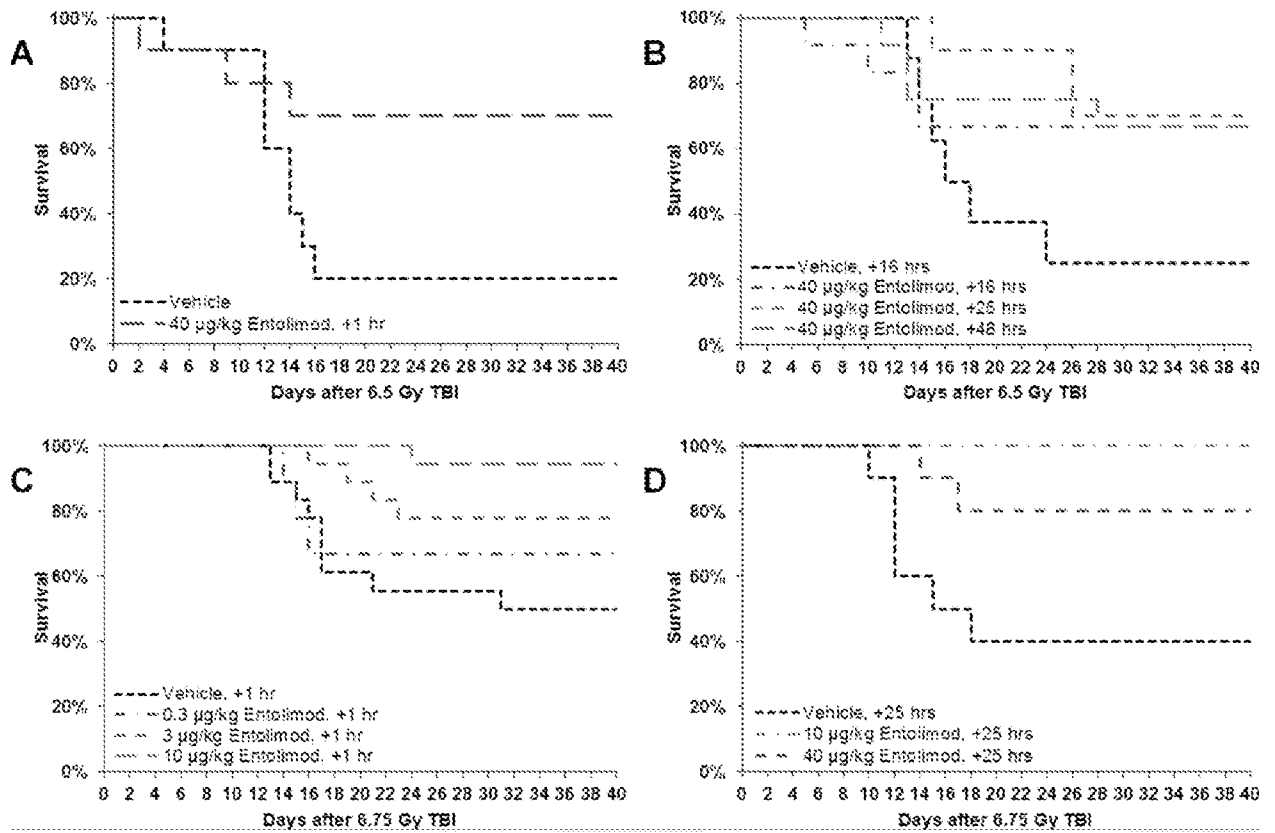 A
100%
80%
60%
40%
20%
0%
Survival
Vehicle
40 µg/kg Entolimod, +1 hr
0 2 4 6 8 10 12 14 16 18 20 22 24 26 28 30 32 34 36 38 40
Days after 6.5 Gy TBI
B
100%
80%
60%
40%
20%
0%
Survival
Vehicle, +16 hrs
40 µg/kg Entolimod, +16 hrs
40 µg/kg Entolimod, +25 hrs
40 µg/kg Entolimod, +48 hrs
0 2 4 6 8 10 12 14 16 18 20 22 24 26 28 30 32 34 36 38 40
Days after 6.5 Gy TBI
C
100%
80%
60%
40%
20%
0%
Survival
Vehicle, +1 hr
0.3 µg/kg Entolimod, +1 hr
3 µg/kg Entolimod, +1 hr
10 µg/kg Entolimod, +1 hr
0 2 4 6 8 10 12 14 16 18 20 22 24 26 28 30 32 34 36 38 40
Days after 6.75 Gy TBI
D
100%
80%
60%
40%
20%
0%
Survival
Vehicle, +25 hrs
10 µg/kg Entolimod, +25 hrs
40 µg/kg Entolimod, +25 hrs
0 2 4 6 8 10 12 14 16 18 20 22 24 26 28 30 32 34 36 38 40
Days after 6.75 Gy TBI